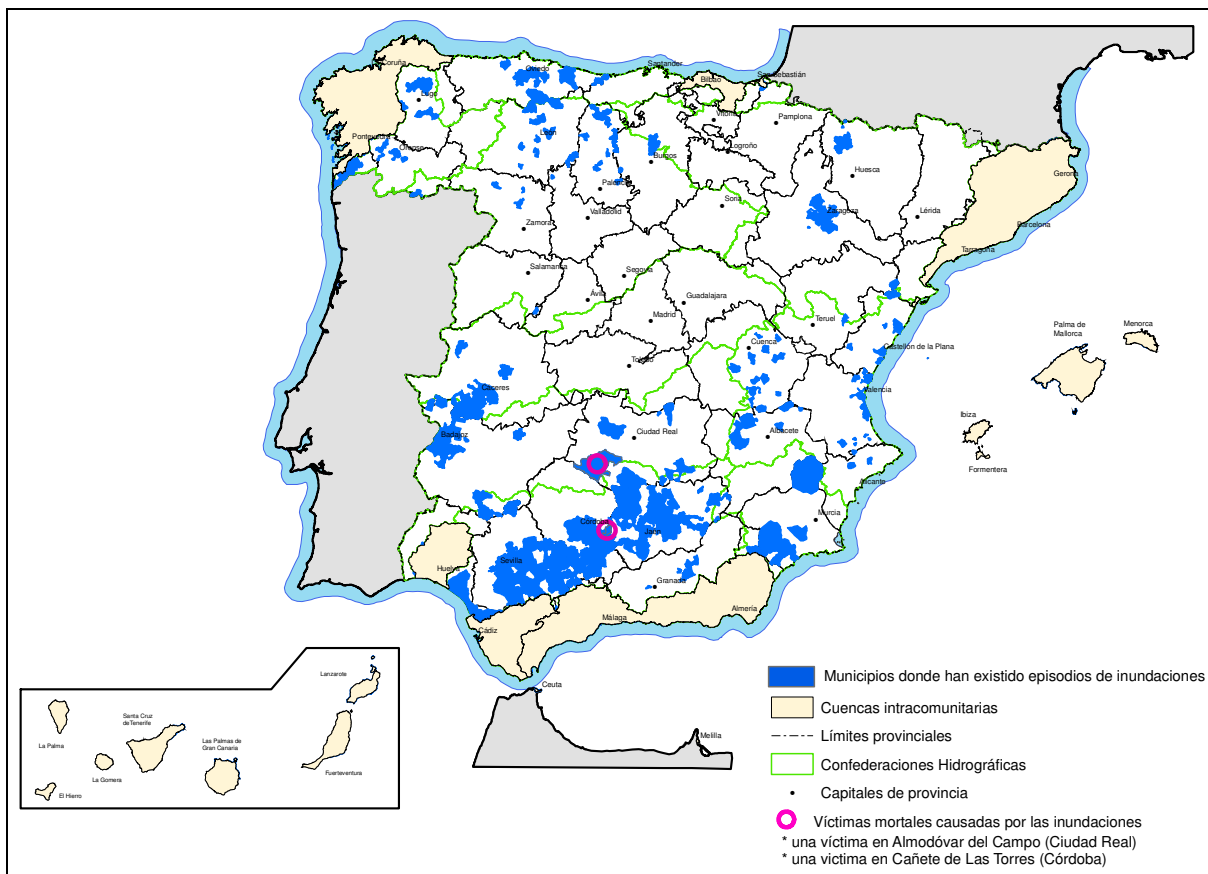 Coruña
Oviedo
Santander
Bilbao
San Sebastián
Lugo
León
Vitoria
Pamplona
Pontevedra
Orense
Burgos
Logroño
Huesca
Gerona
Palencia
Zamora
Valladolid
Soria
Zaragoza
Lérida
Barcelona
Tarragona
Salamanca
Segovia
Ávila
Guadalajara
Madrid
Teruel
Cuenca
Toledo
Castellón de la Plana
Palma de
Mallorca
Menorca
Cáceres
Valencia
Ibiza
Badajoz
Ciudad Real
Albacete
Formentera
Alicante
Murcia
Córdoba
Jaén
Sevilla
Huelva
Granada
Almería
Málaga
Cádiz
Ceuta
Melilla
Lanzarote
Santa Cruz
de Tenerife
Las Palmas de
Gran Canaria
La Palma
La Gomera
Fuerteventura
El Hierro
Municipios donde han existido episodios de inundaciones
Cuencas intracomunitarias
Límites provinciales
Confederaciones Hidrográficas
Capitales de provincia
Víctimas mortales causadas por las inundaciones
* una víctima en Almodóvar del Campo (Ciudad Real)
* una victima en Cañete de Las Torres (Córdoba)